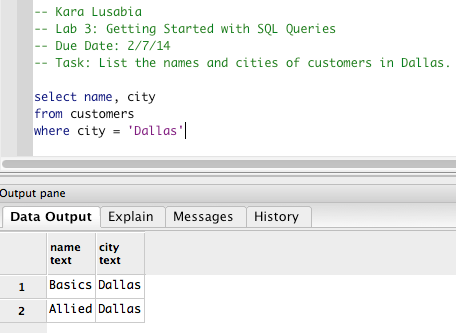 -- Kara Lusabia
-- Lab 3: Getting Started with SQL Queries
-- Due Date: 2/7/14
-- Task: List the names and cities of customers in Dallas.
select name, city
from customers
where city = 'Dallas'
Output pane
Data Output Explain Messages History
name city
text text
1 Basics Dallas
2 Allied Dallas